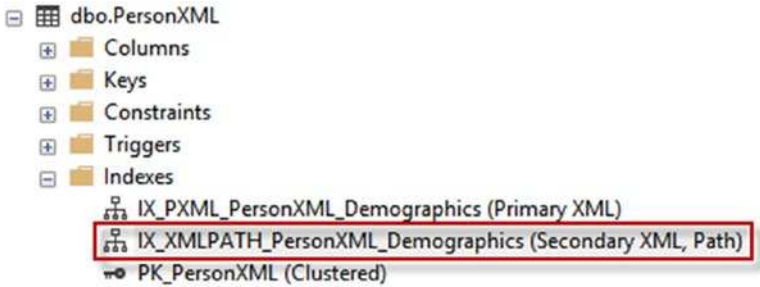 dbo.PersonXML
Columns
Keys
Constraints
Triggers
Indexes
IX_PXML_PersonXML_Demographics (Primary XML)
IX_XMLPATH_PersonXML_Demographics (Secondary XML, Path)
PK_PersonXML (Clustered)